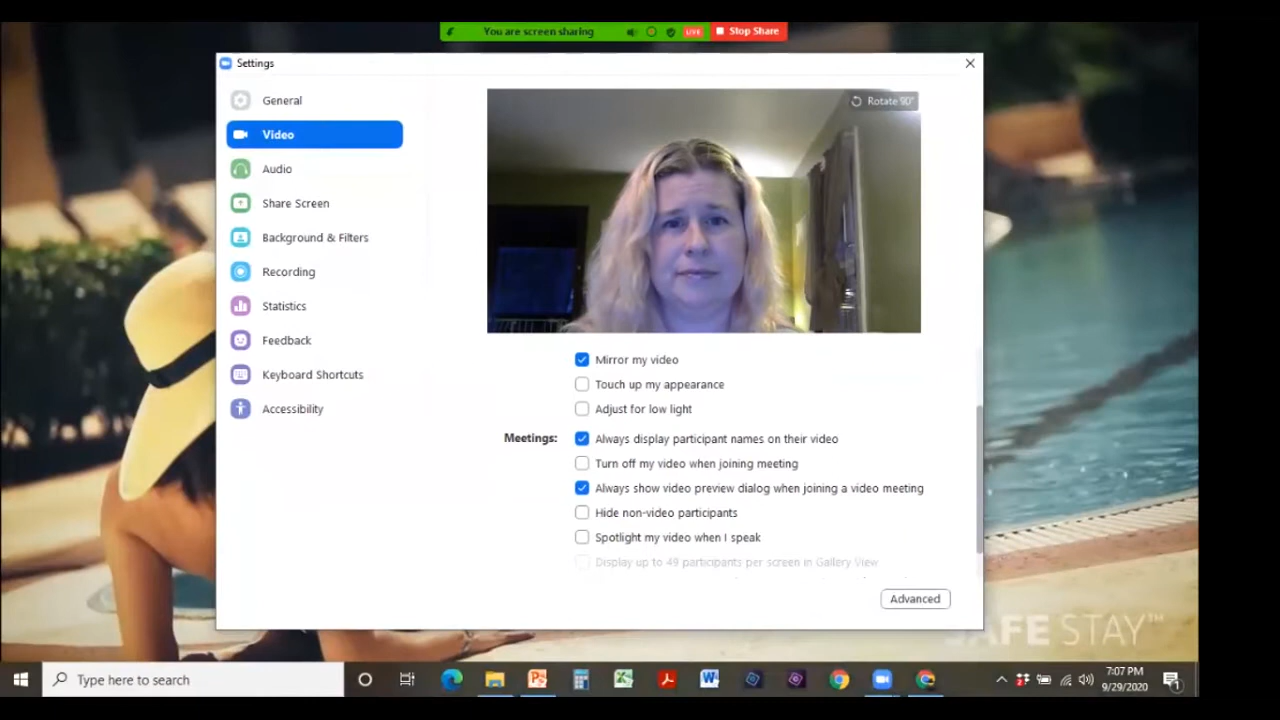 You are screen sharing
LIVE
Stop Share
Settings
General
Video
Audio
Share Screen
Background & Filters
Recording
Statistics
Feedback
Keyboard Shortcuts
Accessibility
Rotate 90°
Mirror my video
Touch up my appearance
Adjust for low light
Meetings:
Always display participant names on their video
Turn off my video when joining meeting
Always show video preview dialog when joining a video meeting
Hide non-video participants
Spotlight my video when I speak
Display up to 49 participants per screen in Gallery View
Advanced
AFE STAY™
Type here to search
7:07 PM
9/29/2020
1